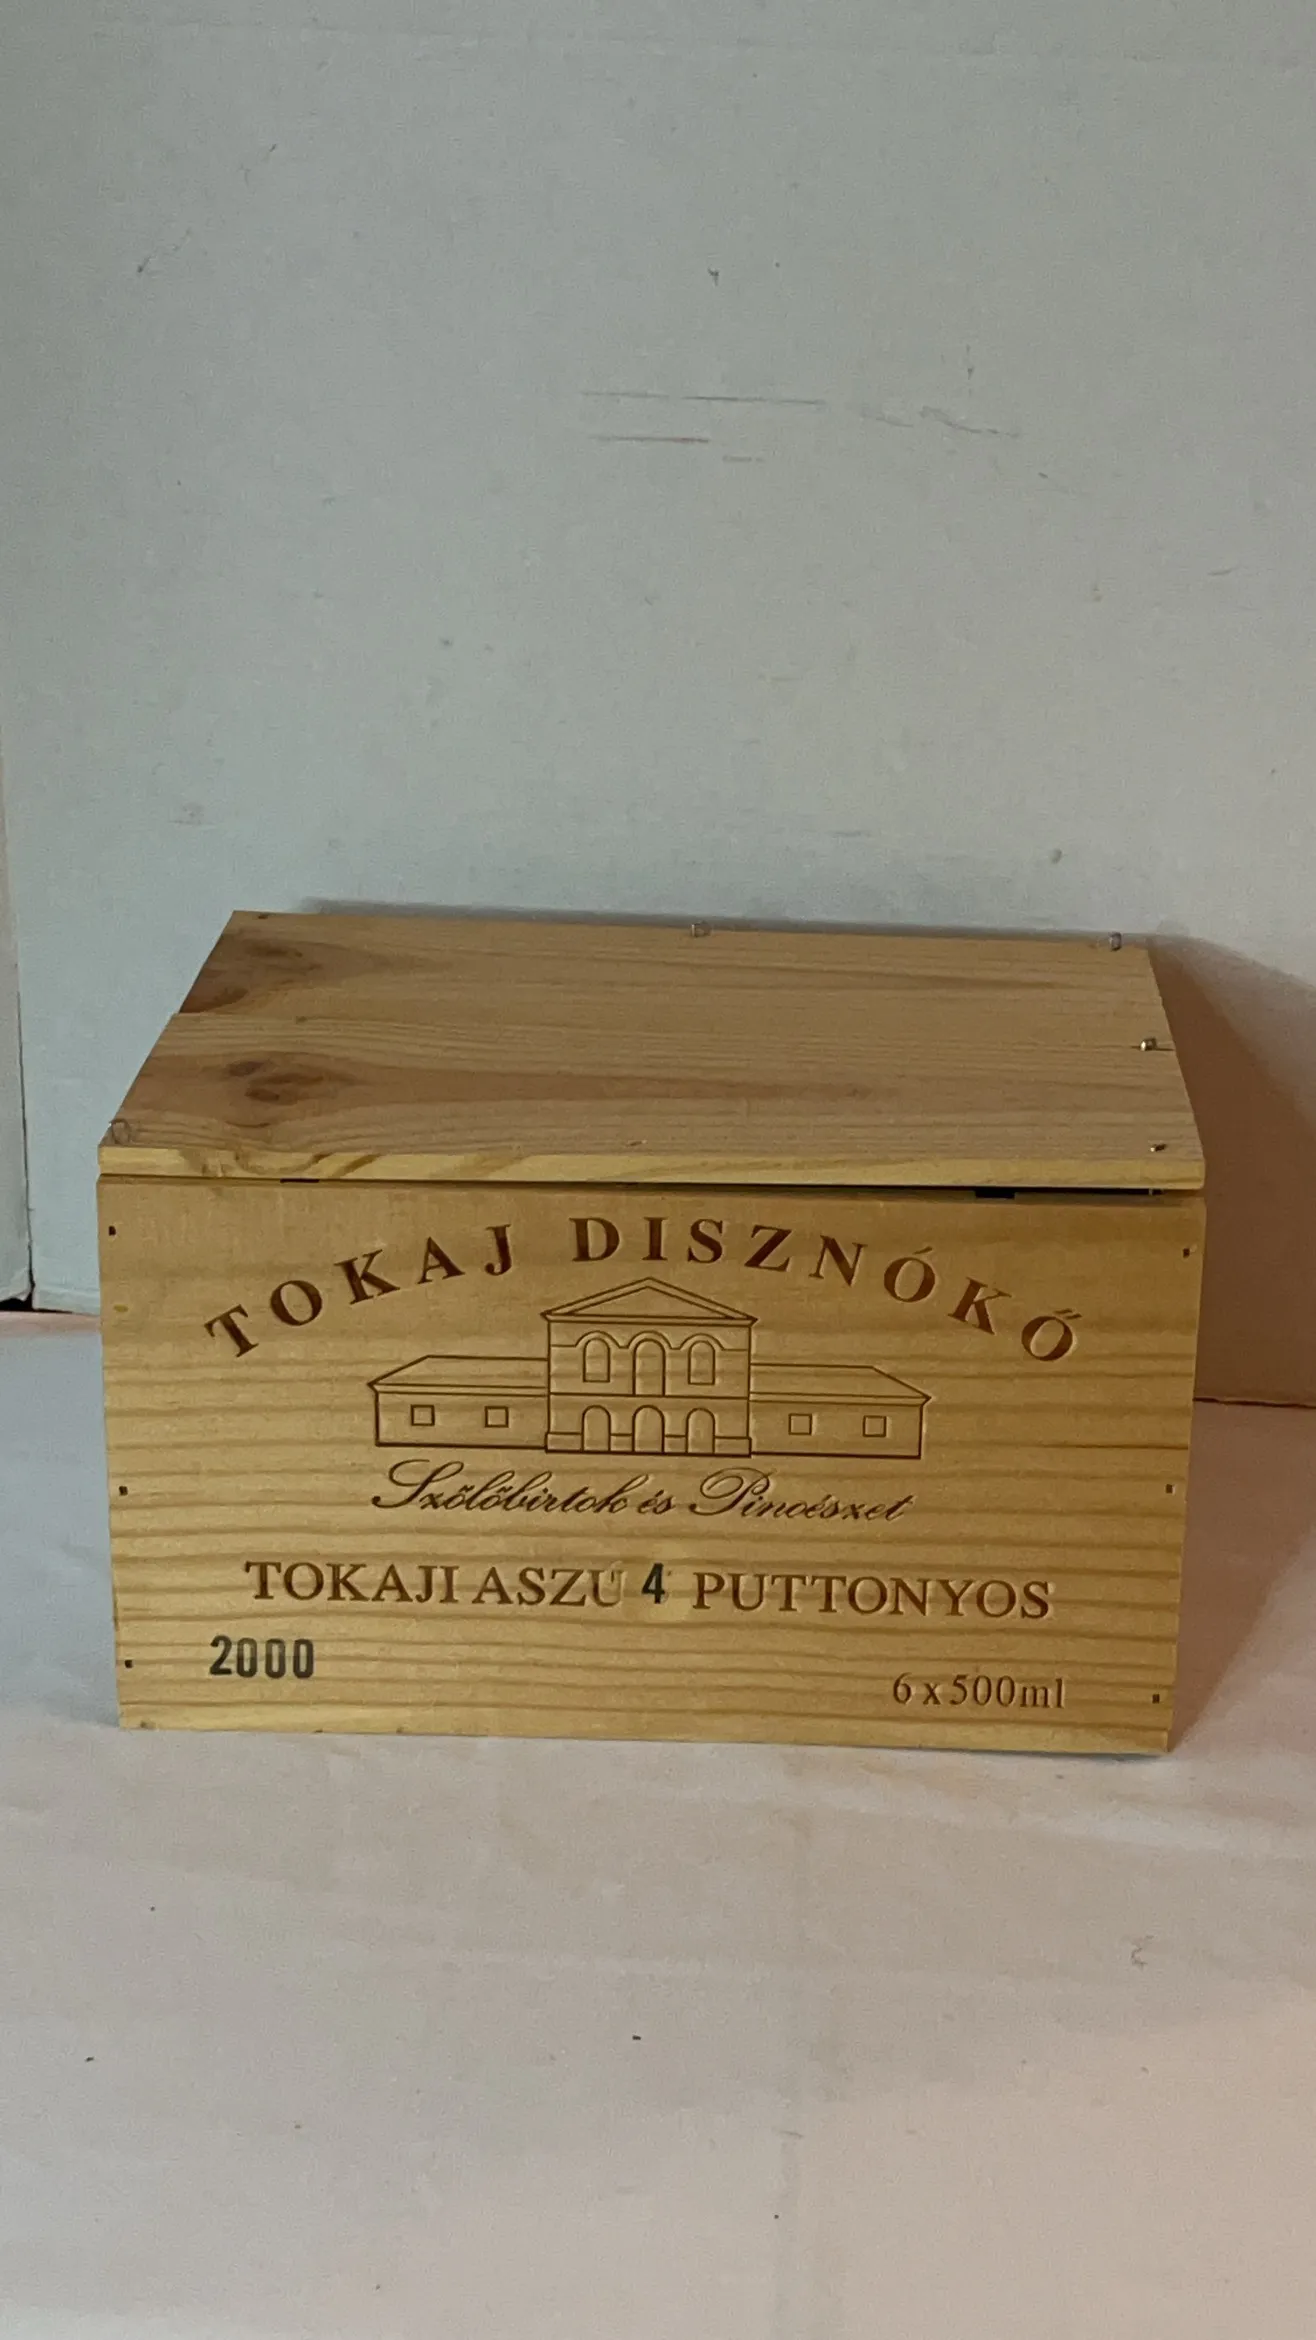 TOKAJ DISZNÓKŐ
Szőlőbirtok és Pincészet
TOKAJI ASZÚ 4 PUTTONYOS
2000
6 x 500ml